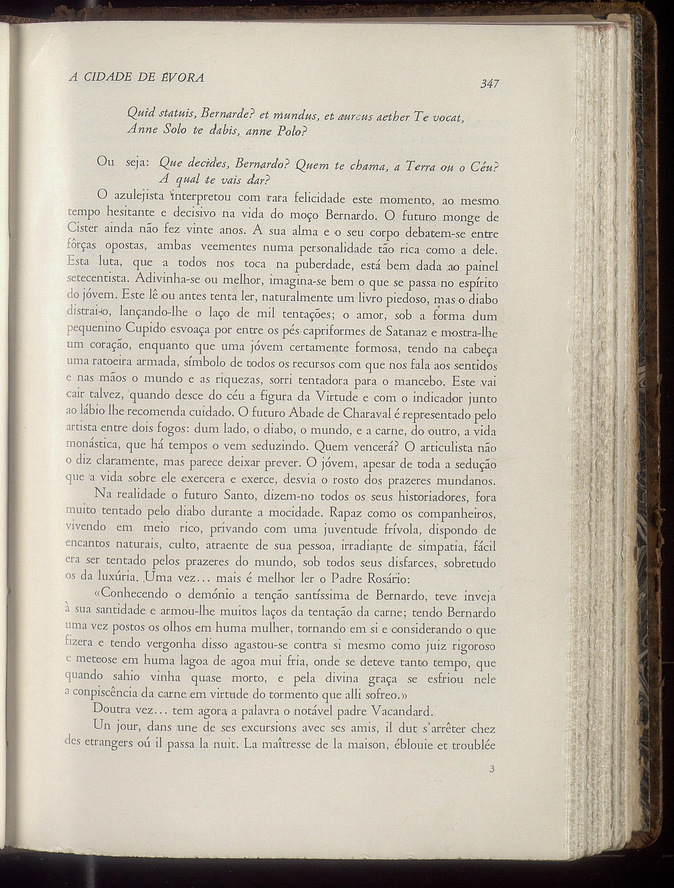 A CIDADE DE ÉVORA
347
Quid statuis, Bernarde? et mundus, et aureus aether Te vocat,
Anne Solo te dabis, anne Polo?
Ou seja: Que decides, Bernardo? Quem te chama, a Terra ou o Céu?
A qual te vais dar?
O azulejista interpretou com rara felicidade este momento, ao mesmo
tempo hesitante e decisivo na vida do moço Bernardo. O futuro monge de
Cister ainda não fez vinte anos. A sua alma e o seu corpo debatem-se entre
fôrças opostas, ambas veementes numa personalidade tão rica como a dele.
Esta luta, que a todos nos toca na puberdade, está bem dada ao painel
setecentista. Adivinha-se ou melhor, imagina-se bem o que se passa no espírito
do jóvem. Este lê ou antes tenta ler, naturalmente um livro piedoso, mas o diabo
distrai-o, lançando-lhe o laço de mil tentações; o amor, sob a forma dum
pequenino Cupido esvoaça por entre os pés capriformes de Satanaz e mostra-lhe
um coração, enquanto que uma jóvem certamente formosa, tendo na cabeça
uma ratoeira armada, símbolo de todos os recursos com que nos fala aos sentidos
e nas mãos o mundo e as riquezas, sorri tentadora para o mancebo. Este vai
cair talvez, quando desce do céu a figura da Virtude e com o indicador junto
ao lábio lhe recomenda cuidado. O futuro Abade de Charaval é representado pelo
artista entre dois fogos: dum lado, o diabo, o mundo, e a carne, do outro, a vida
monástica, que há tempos o vem seduzindo. Quem vencerá? O articulista não
o diz claramente, mas parece deixar prever. O jóvem, apesar de toda a sedução
que a vida sobre ele exercera e exerce, desvia o rosto dos prazeres mundanos.
Na realidade o futuro Santo, dizem-no todos os seus historiadores, fora
muito tentado pelo diabo durante a mocidade. Rapaz como os companheiros,
vivendo em meio rico, privando com uma juventude frívola, dispondo de
encantos naturais, culto, atraente de sua pessoa, irradiante de simpatia, fácil
era ser tentado pelos prazeres do mundo, sob todos seus disfarces, sobretudo
os da luxúria. Uma vez... mais é melhor ler o Padre Rosário:
«Conhecendo o demónio a tenção santíssima de Bernardo, teve inveja
à sua santidade e armou-lhe muitos laços da tentação da carne; tendo Bernardo
uma vez postos os olhos em huma mulher, tornando em si e considerando o que
fizera e tendo vergonha disso agastou-se contra si mesmo como juiz rigoroso
e meteose em huma lagoa de agoa mui fria, onde se deteve tanto tempo, que
quando sahio vinha quase morto, e pela divina graça se esfriou nele
a conpiscência da carne em virtude do tormento que alli sofreo.»
Doutra vez... tem agora a palavra o notável padre Vacandard.
Un jour, dans une de ses excursions avec ses amis, il dut s'arrêter chez
des etrangers oú il passa la nuit. La maîtresse de la maison, éblouie et troublée
3